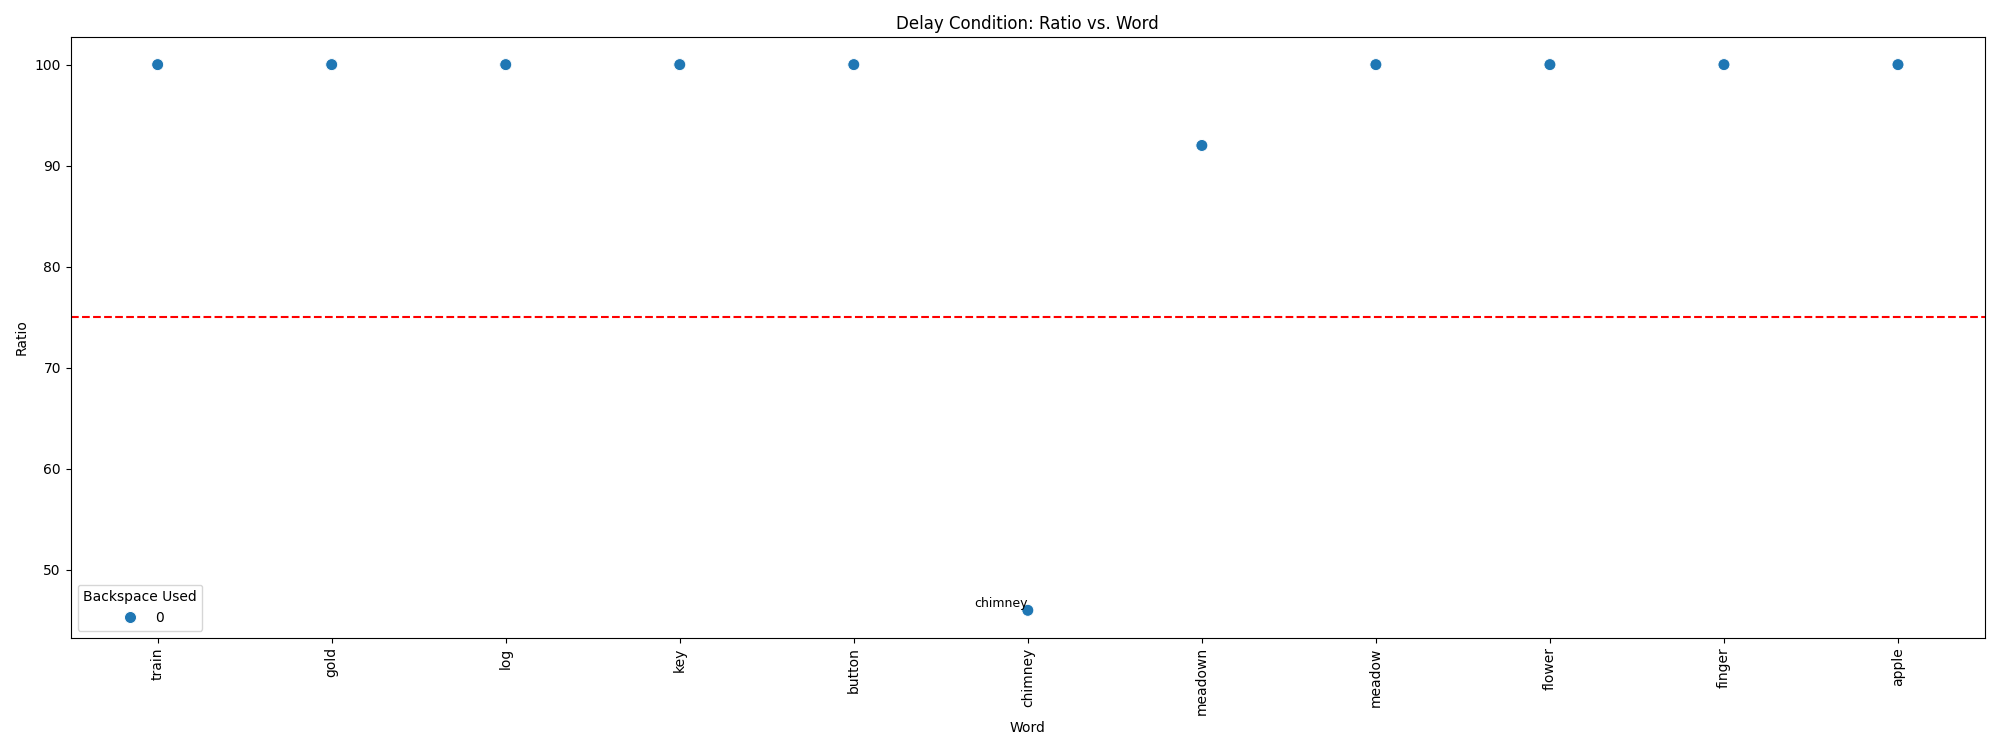 Delay Condition: Ratio vs. Word
100
90
80
70
60
50
Ratio
chimney
Backspace Used
0
train
gold
log
key
button
chimney
meadown
meadow
flower
finger
apple
Word